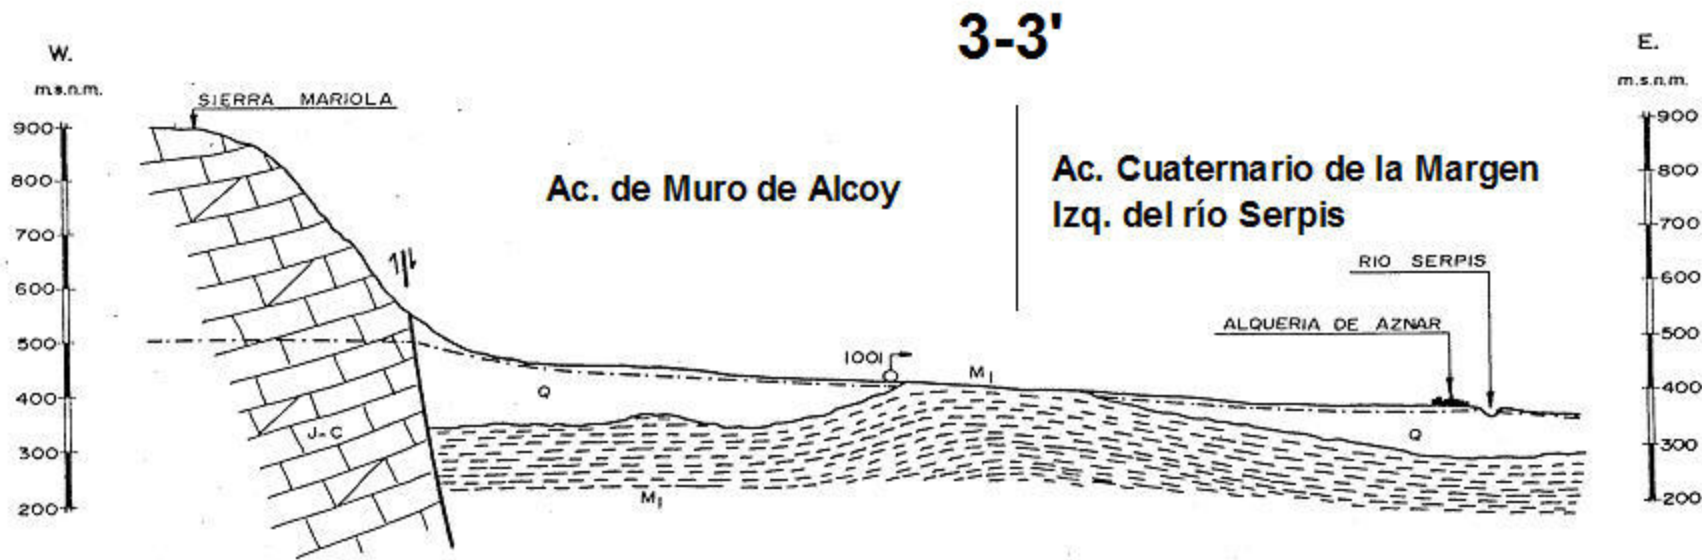 3-3'
W.
E.
m.s.n.m.
m.s.n.m.
SIERRA MARIOLA
900
800
700
600
500
400
300
200
Ac. de Muro de Alcoy
Ac. Cuaternario de la Margen
Izq. del río Serpis
RIO SERPIS
ALQUERIA DE AZNAR
1001
M1
Q
J-C
M1
Q
900
800
700
600
500
400
300
200